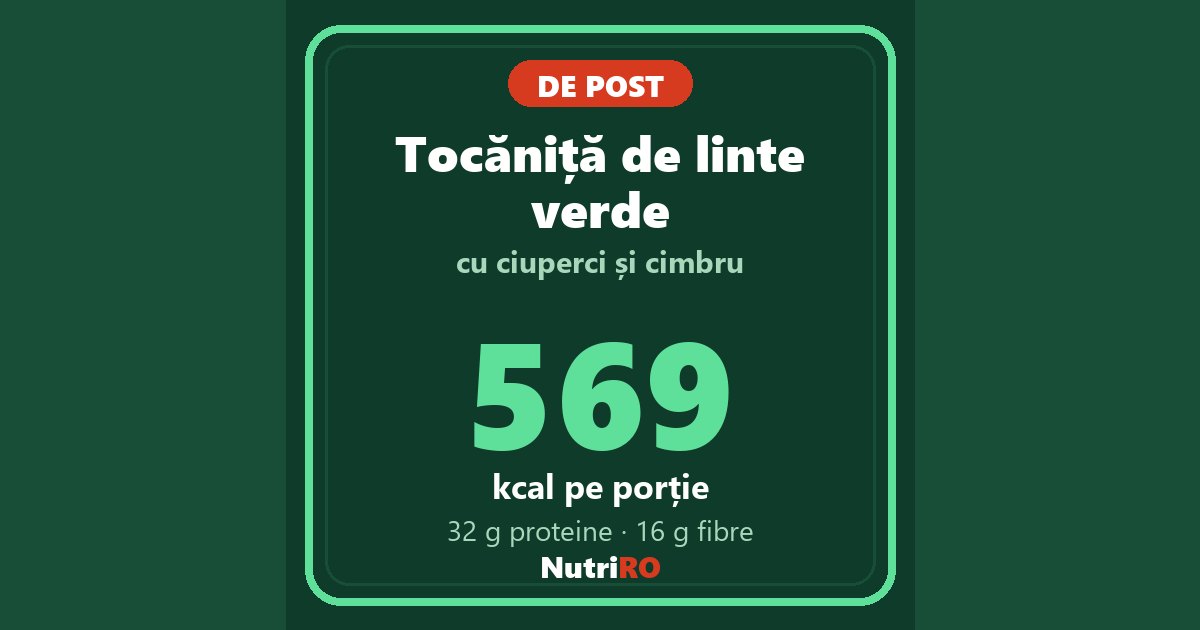 DE POST
Tocăniță de linte
verde
cu ciuperci și cimbru
569
kcal pe porție
32 g proteine · 16 g fibre
NutriRO